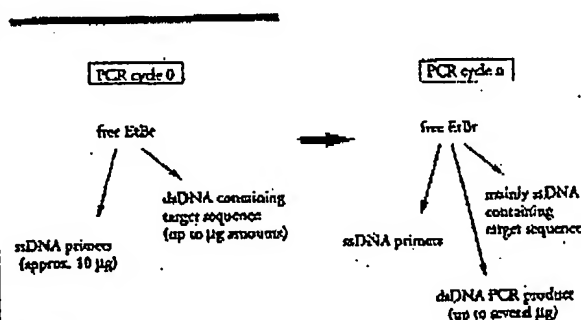 PCR cycle 0
free EtBr
ssDNA primers
(approx. 10 µg)
dsDNA containing
target sequence
(up to µg amounts)
PCR cycle n
free EtBr
ssDNA primers
mainly ssDNA
containing
target sequence
dsDNA PCR product
(up to several µg)